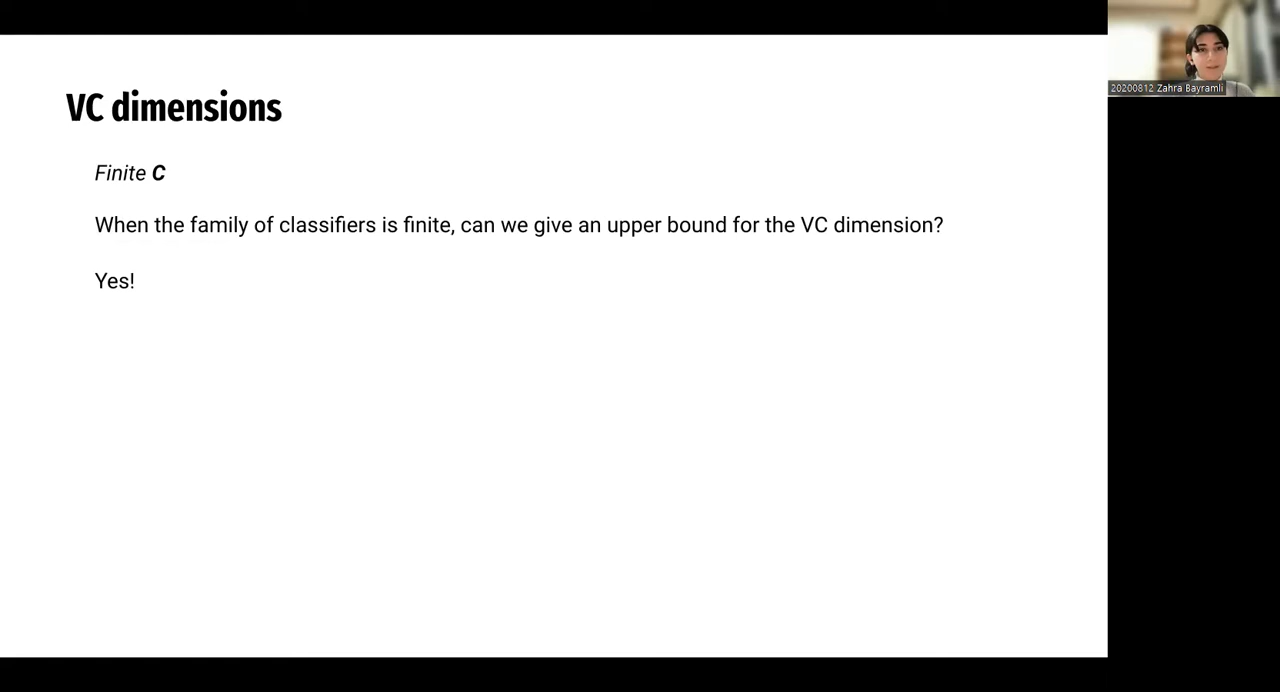 VC dimensions
Finite C
When the family of classifiers is finite, can we give an upper bound for the VC dimension?
Yes!
20200812 Zahra Bayramli